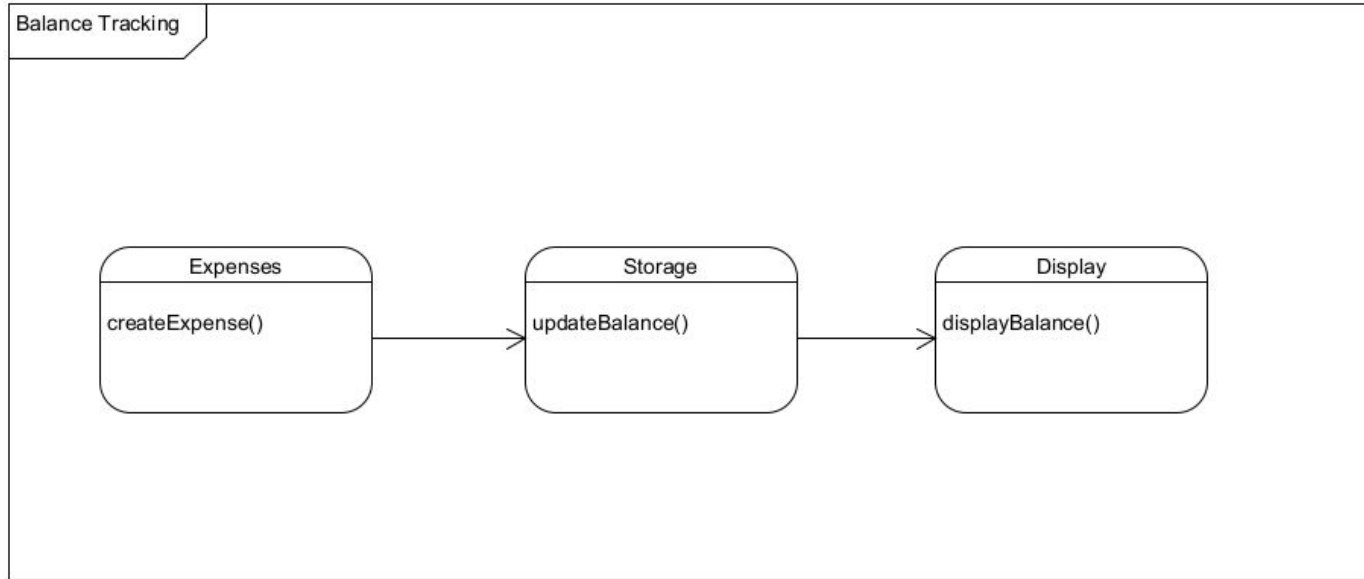 Balance Tracking
Expenses
createExpense()
Storage
updateBalance()
Display
displayBalance()